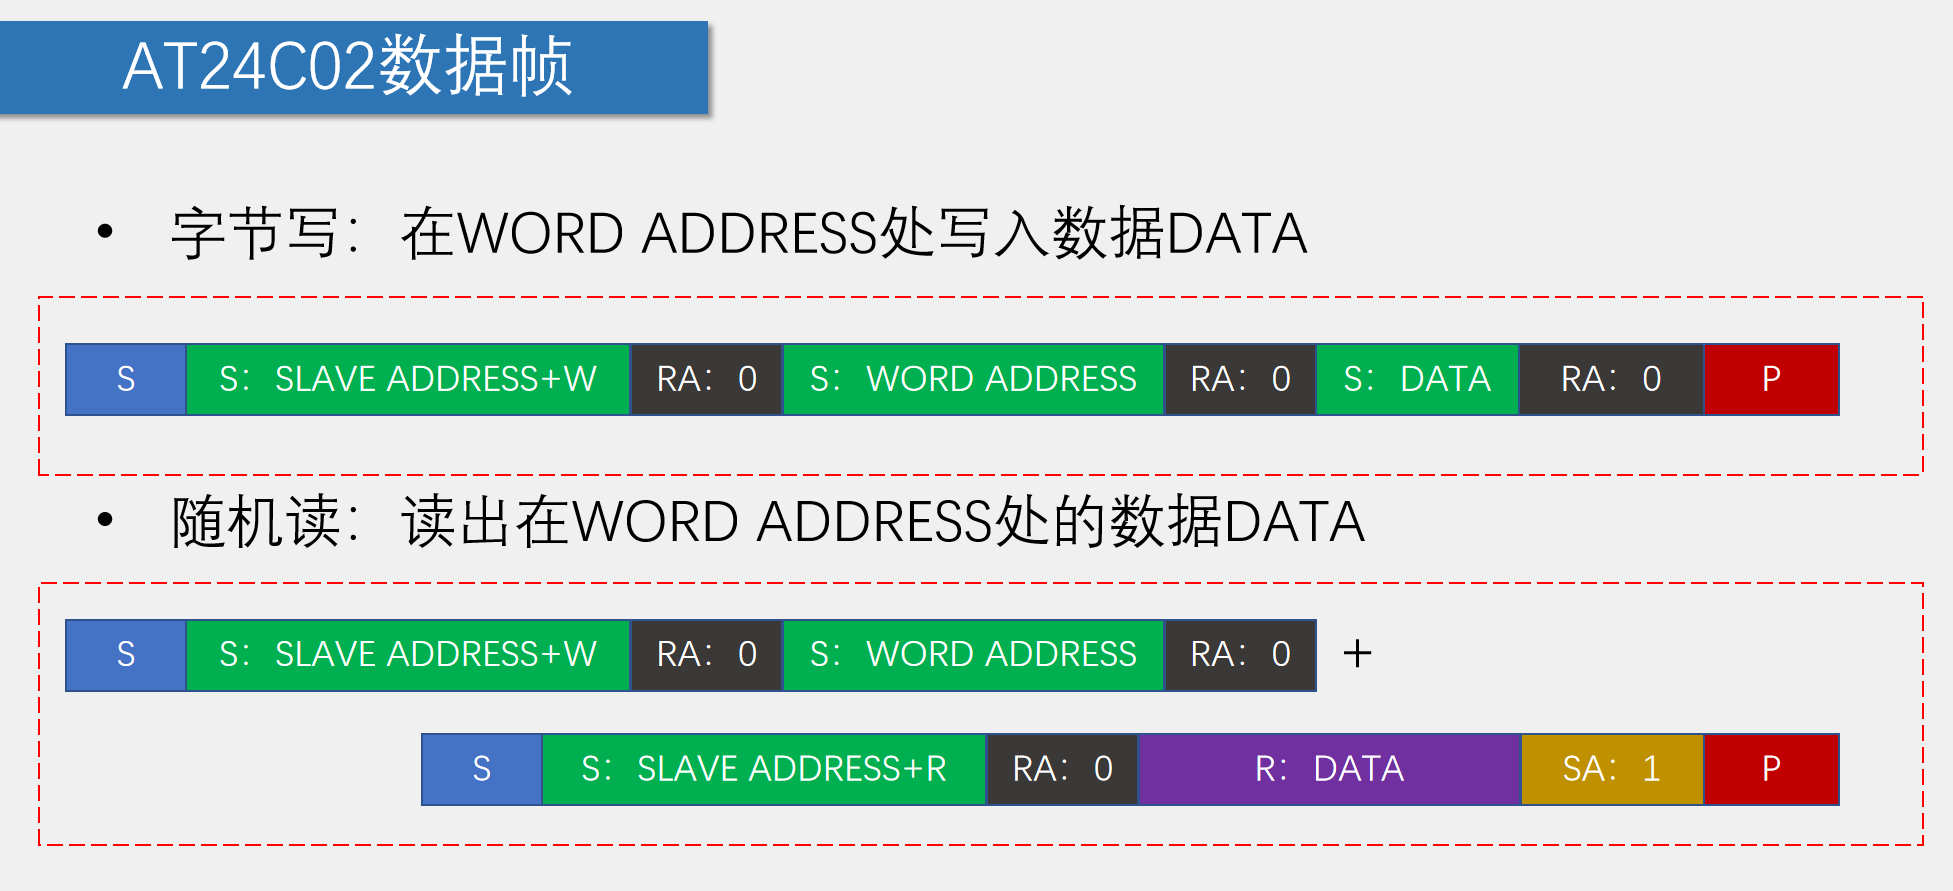 AT24C02数据帧
• 字节写：在WORD ADDRESS处写入数据DATA
S S：SLAVE ADDRESS+W RA：0 S：WORD ADDRESS RA：0 S：DATA RA：0 P
• 随机读：读出在WORD ADDRESS处的数据DATA
S S：SLAVE ADDRESS+W RA：0 S：WORD ADDRESS RA：0 +
S S：SLAVE ADDRESS+R RA：0 R：DATA SA：1 P